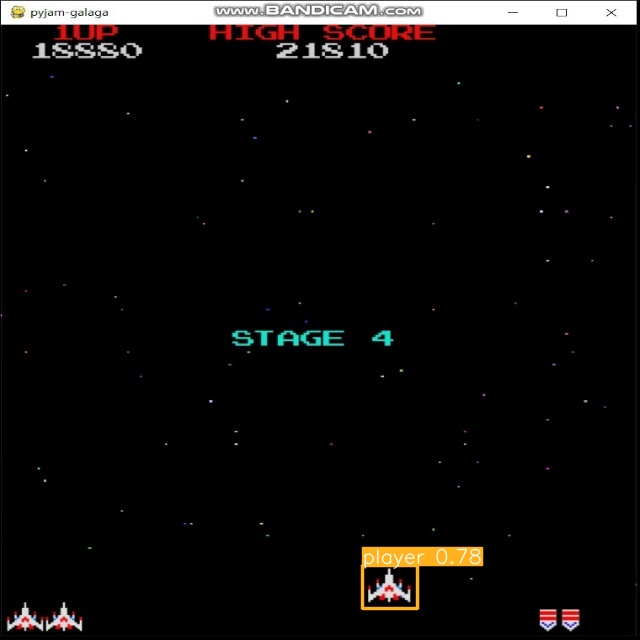 pyjam-galaga
www.BANDICAM.com
1UP HIGH SCORE
18880 21810
STAGE 4
player 0.78